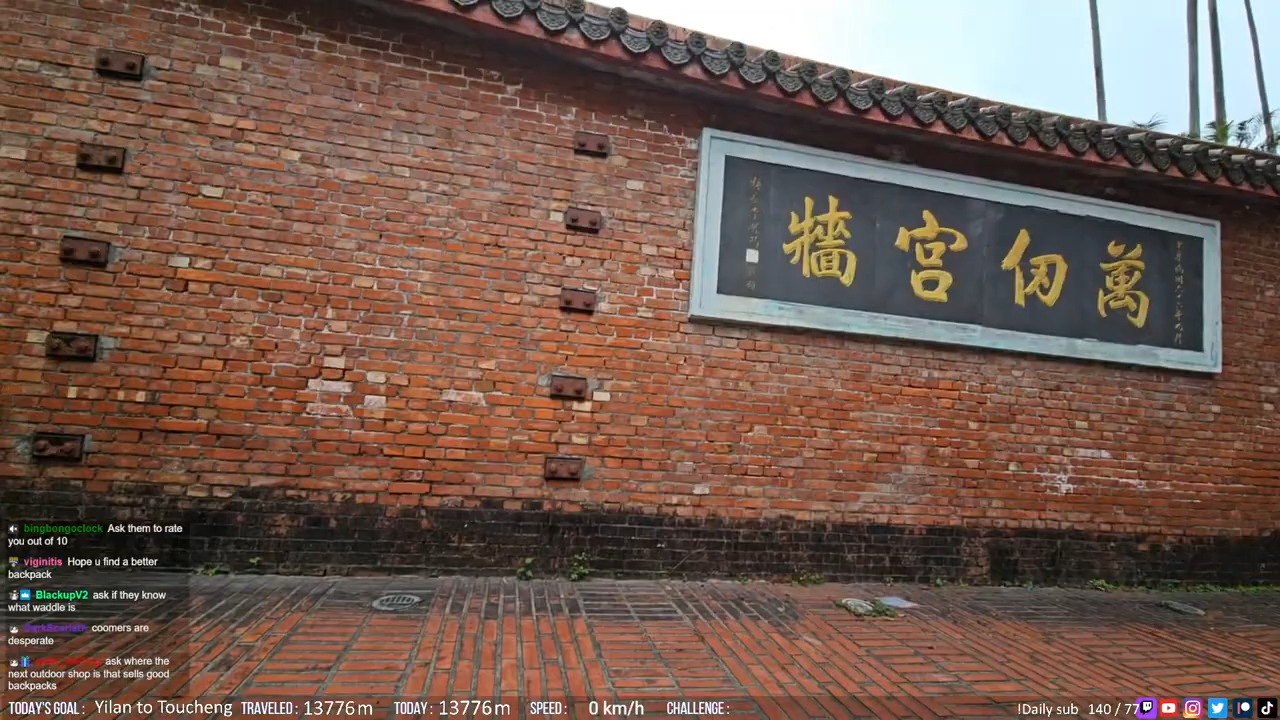 牆宮仞萬
bingbongoclock Ask them to rate
you out of 10
viginitis Hope u find a better
backpack
BlackupV2 ask if they know
what waddle is
coomers are
desperate
ask where the
next outdoor shop is that sells good
backpacks
TODAY'S GOAL: Yilan to Toucheng TRAVELED: 13776 m TODAY: 13776 m SPEED: 0 km/h CHALLENGE: !Daily sub 140 / 77